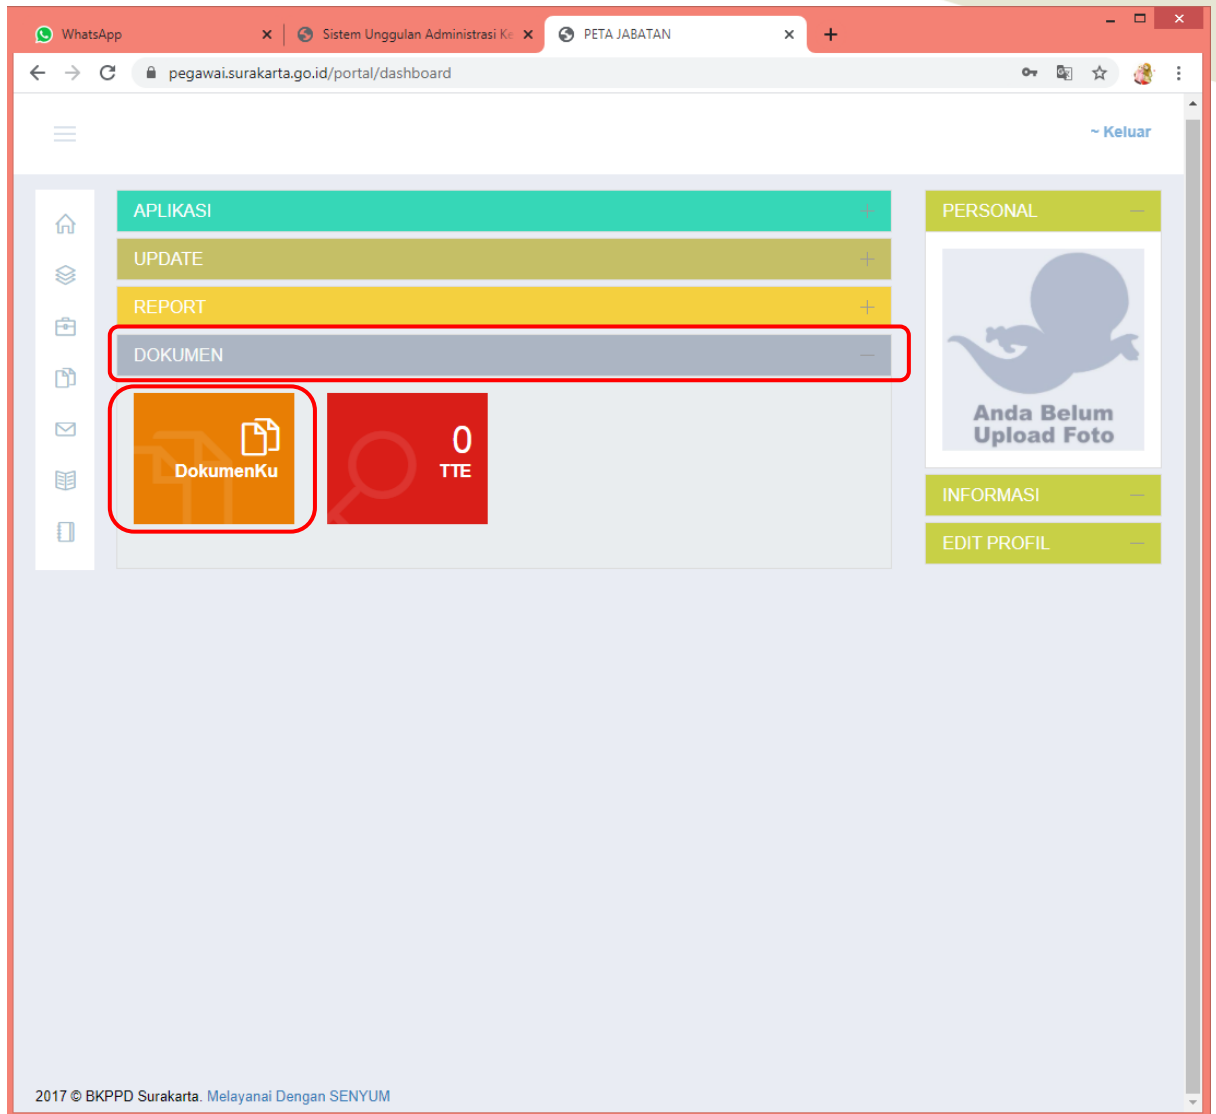 WhatsApp
Sistem Unggulan Administrasi Ke
PETA JABATAN
pegawai.surakarta.go.id/portal/dashboard
~ Keluar
APLIKASI
UPDATE
REPORT
DOKUMEN
DokumenKu
0
TTE
PERSONAL
Anda Belum
Upload Foto
INFORMASI
EDIT PROFIL
2017 © BKPPD Surakarta. Melayanai Dengan SENYUM